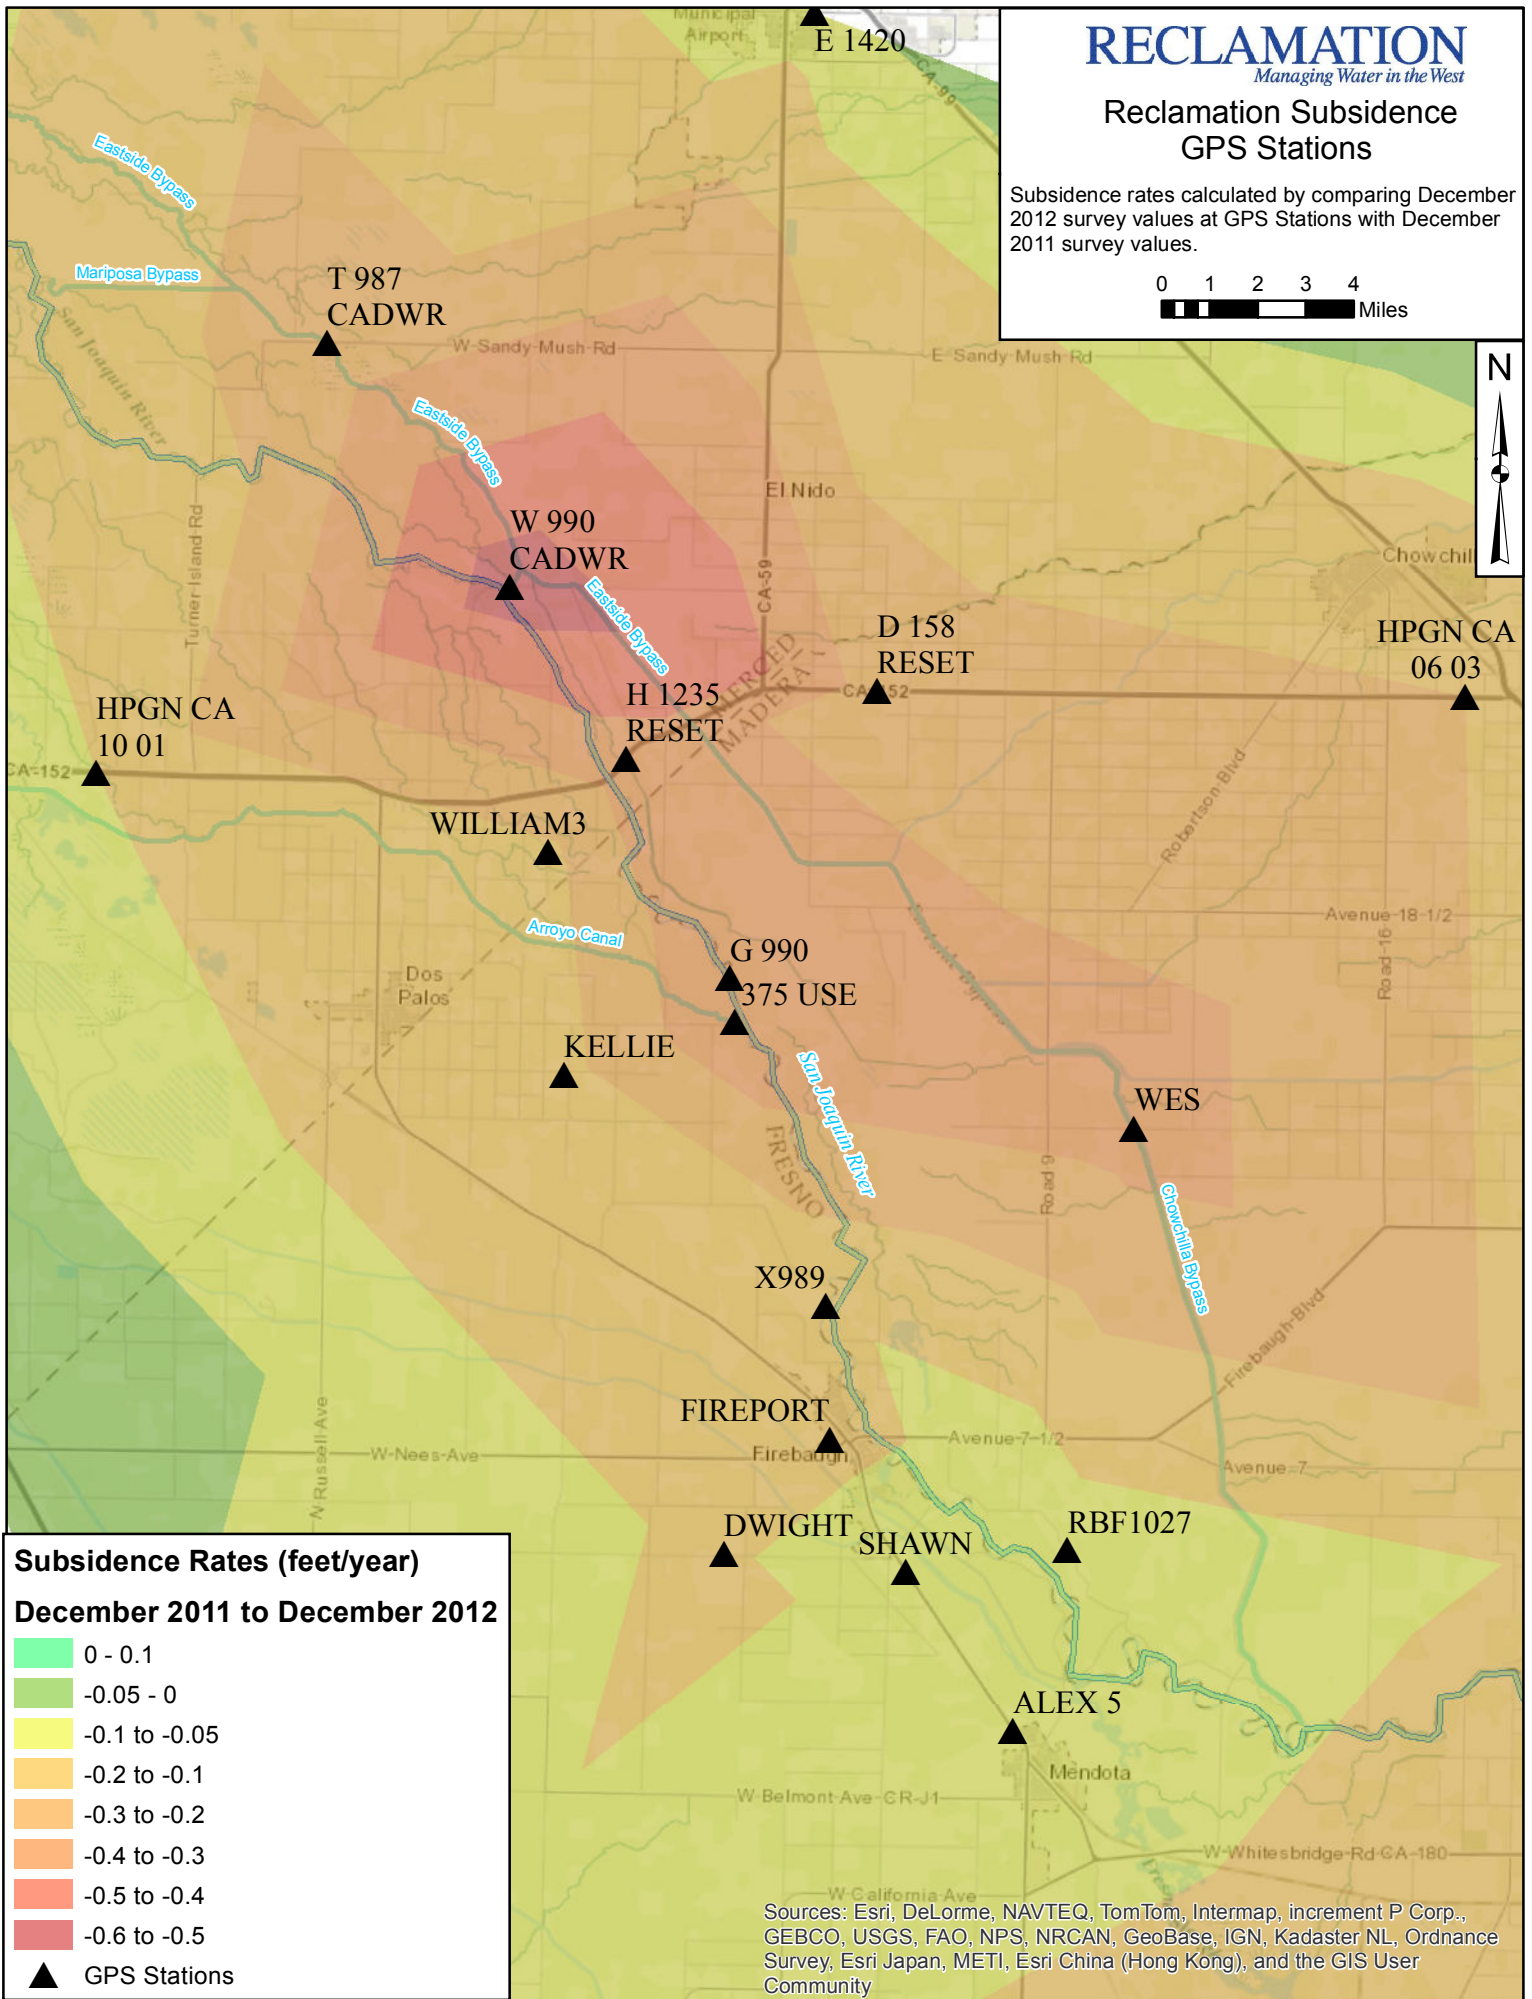 Municipal
Airport
E 1420
CA-99
RECLAMATION
Managing Water in the West
Reclamation Subsidence
GPS Stations
Subsidence rates calculated by comparing December
2012 survey values at GPS Stations with December
2011 survey values.
0 1 2 3 4
Miles
N
Eastside Bypass
Mariposa Bypass
San Joaquin River
T 987
CADWR
W-Sandy-Mush-Rd
E-Sandy-Mush-Rd
Eastside Bypass
El Nido
W 990
CADWR
Turner-Island-Rd
CA-59
Eastside Bypass
Chowchill
D 158
RESET
HPGN CA
06 03
MERCED
MADERA
CA-152
H 1235
RESET
HPGN CA
10 01
CA-152
WILLIAM3
Robertson-Blvd
Arroyo Canal
Avenue-18-1/2
Road-16
Eastside Bypass
G 990
375 USE
Dos
Palos
KELLIE
San Joaquin River
WES
FRESNO
Road-9
Chowchilla Bypass
X989
Firebaugh-Blvd
FIREPORT
Firebaugh
Avenue-7-1/2
W-Nees-Ave
Avenue-7
N-Russell-Ave
DWIGHT
SHAWN
RBF1027
ALEX 5
Mendota
W-Belmont-Ave-CR-J1
W-Whitesbridge-Rd-CA-180
W-California-Ave
Subsidence Rates (feet/year)
December 2011 to December 2012
0 - 0.1
-0.05 - 0
-0.1 to -0.05
-0.2 to -0.1
-0.3 to -0.2
-0.4 to -0.3
-0.5 to -0.4
-0.6 to -0.5
GPS Stations
Sources: Esri, DeLorme, NAVTEQ, TomTom, Intermap, increment P Corp.,
GEBCO, USGS, FAO, NPS, NRCAN, GeoBase, IGN, Kadaster NL, Ordnance
Survey, Esri Japan, METI, Esri China (Hong Kong), and the GIS User
Community